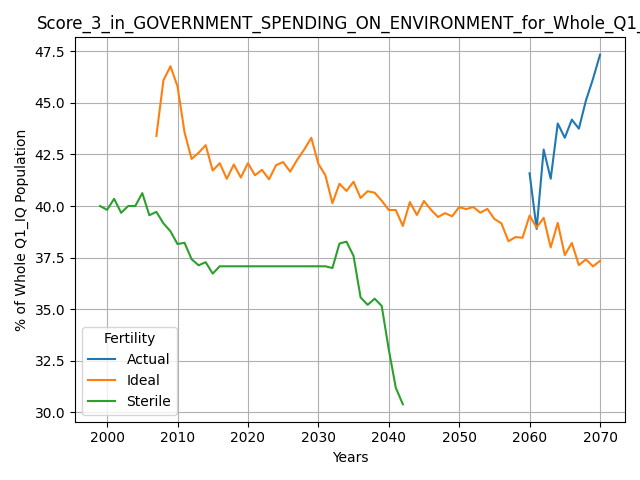 Score_3_in_GOVERNMENT_SPENDING_ON_ENVIRONMENT_for_Whole_Q1_
% of Whole Q1_IQ Population
47.5
45.0
42.5
40.0
37.5
35.0
32.5
30.0
Fertility
Actual
Ideal
Sterile
2000 2010 2020 2030 2040 2050 2060 2070
Years